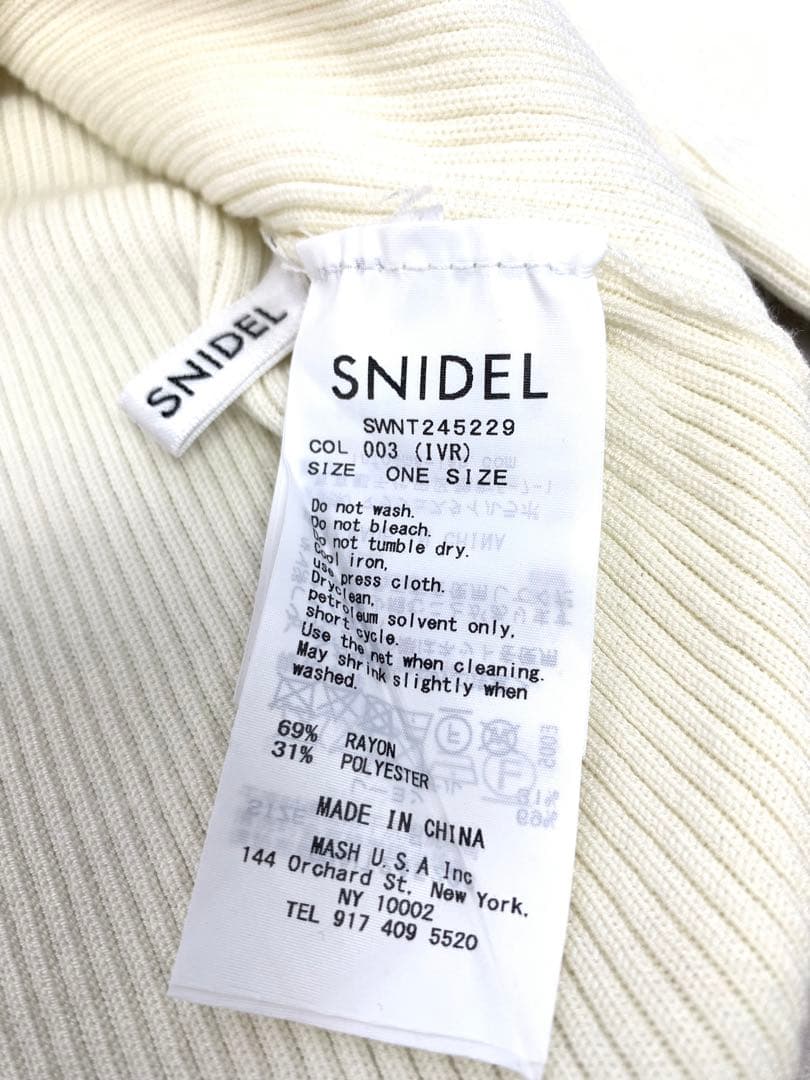 SNIDEL
SNIDEL
SWNT245229
COL 003 (IVR)
SIZE ONE SIZE
Do not wash.
Do not bleach.
Do not tumble dry.
Cool iron,
use press cloth.
Dryclean,
petroleum solvent only,
short cycle.
Use the net when cleaning.
May shrink slightly when
washed.
69% RAYON
31% POLYESTER
MADE IN CHINA
MASH U.S.A Inc
144 Orchard St. New York.
NY 10002
TEL 917 409 5520